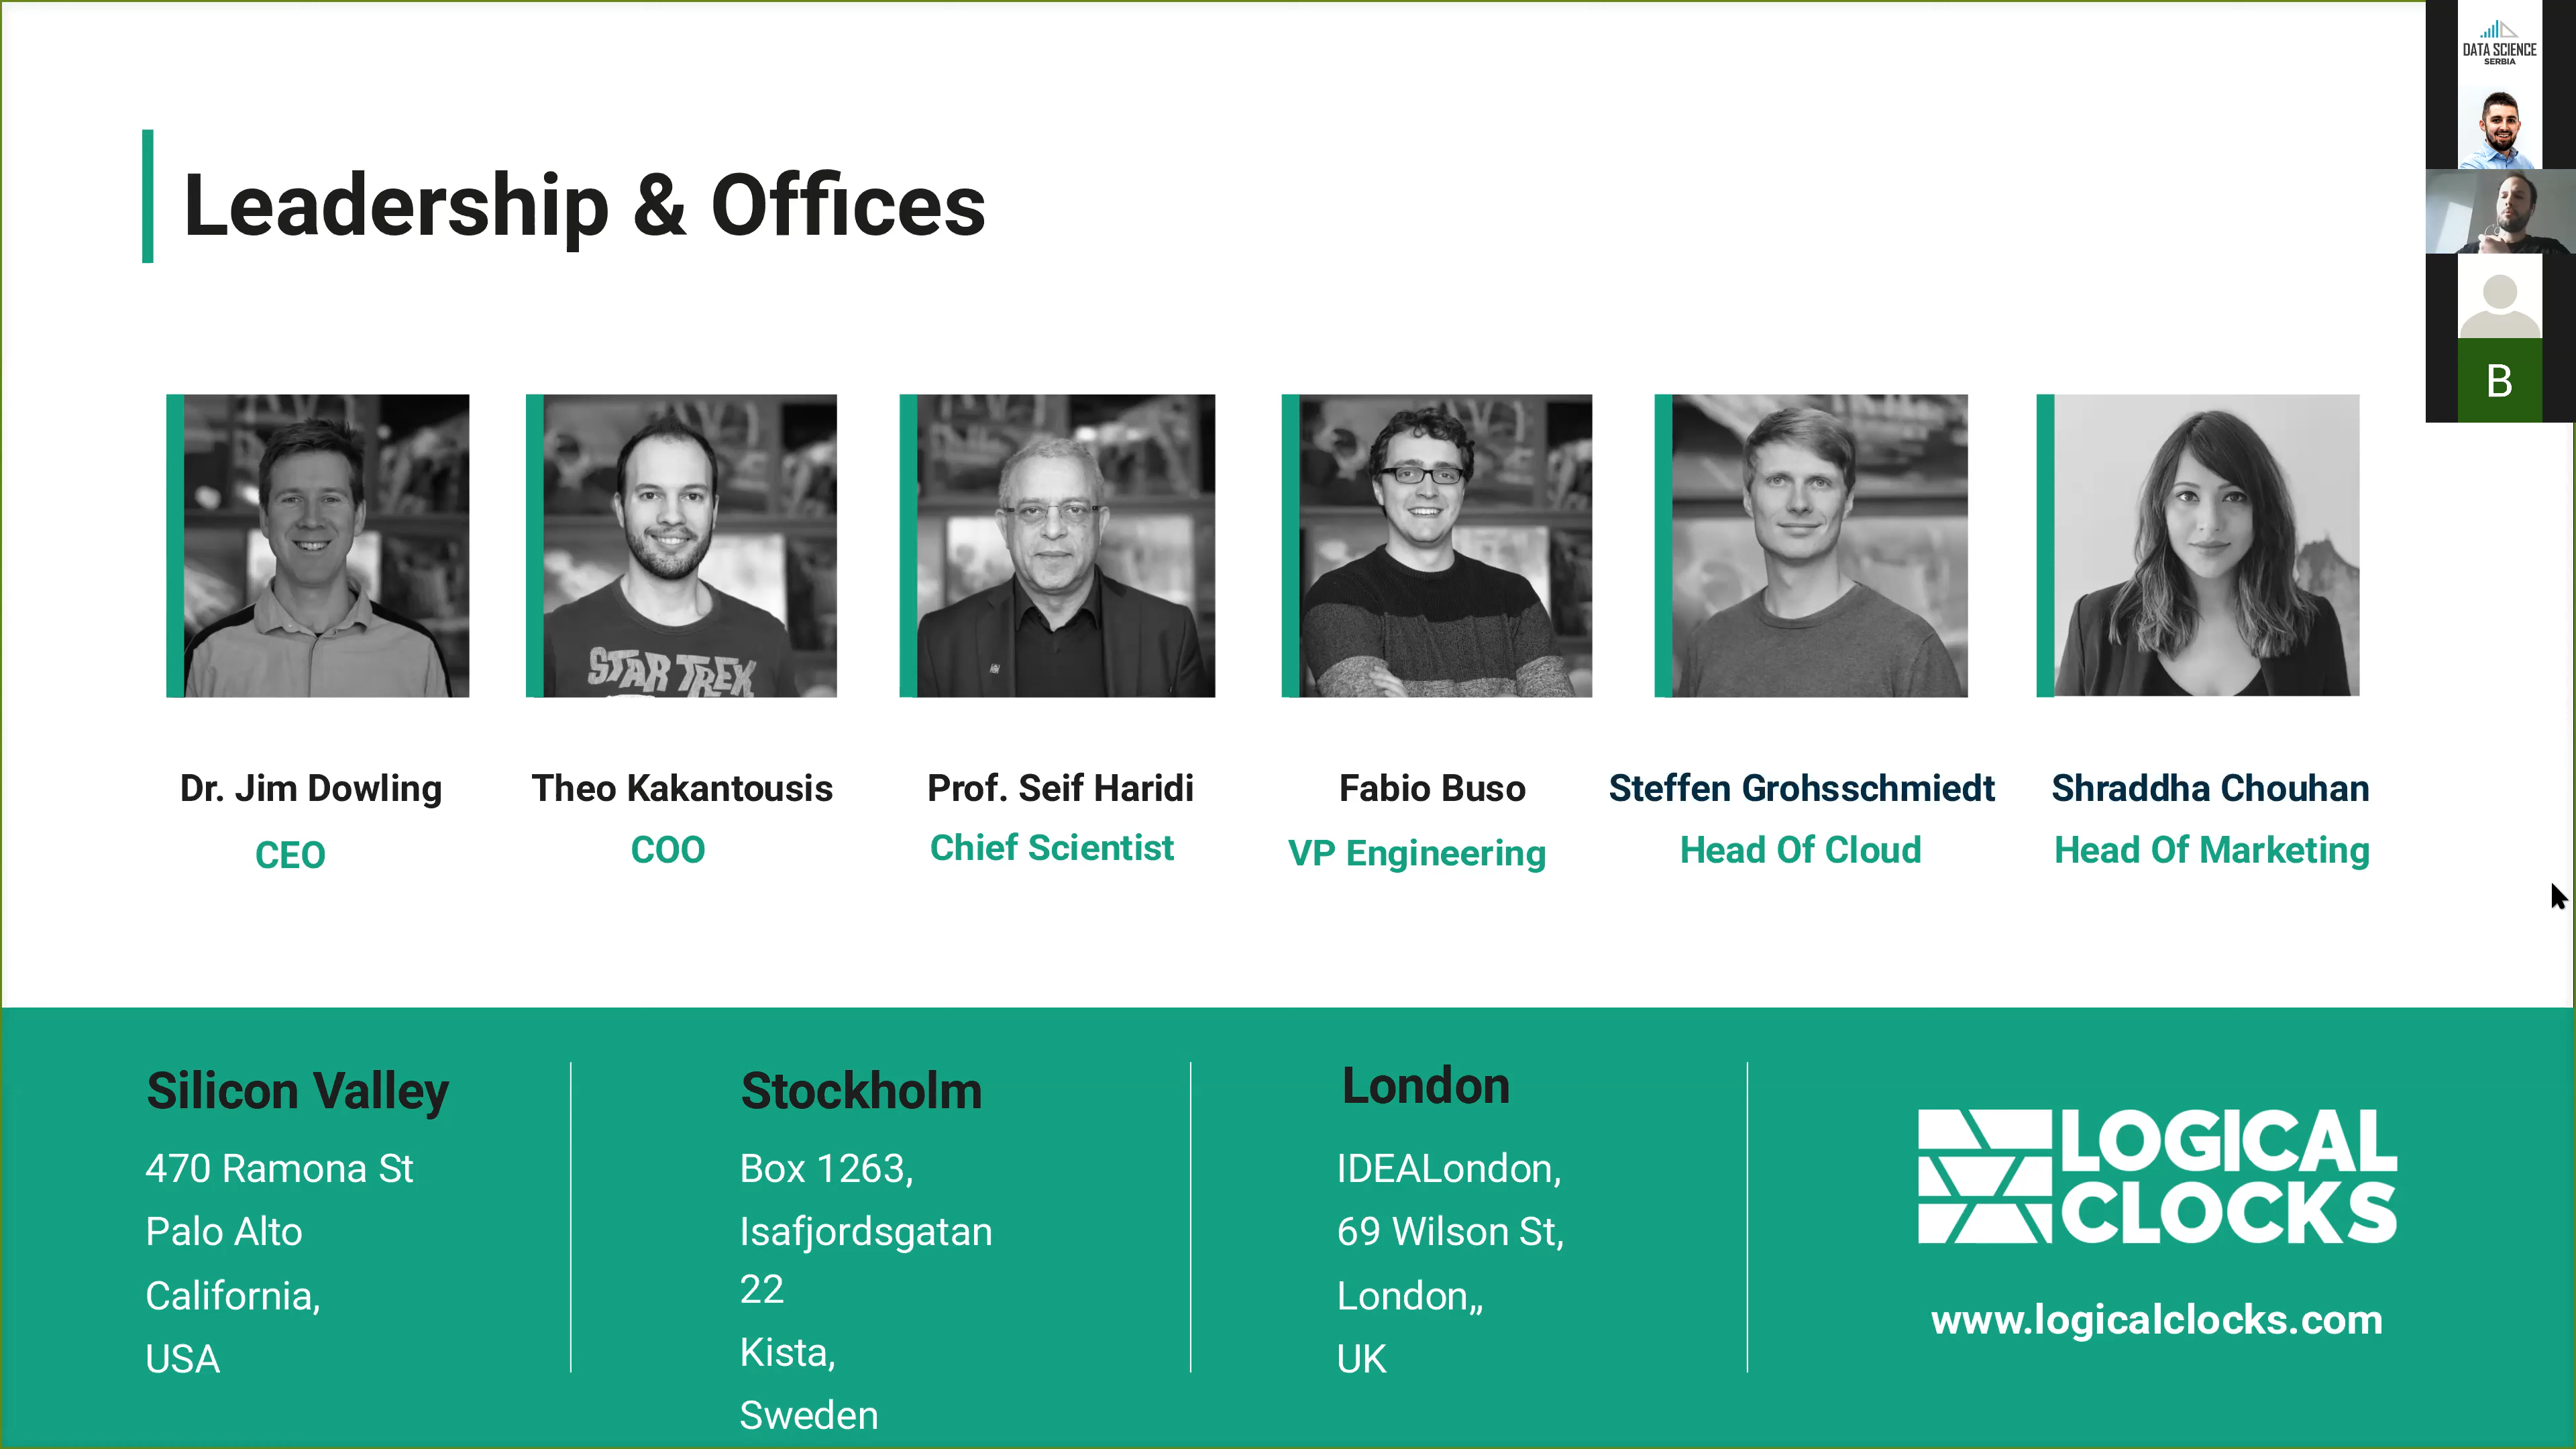 DATA SCIENCE
SERBIA
B
Leadership & Offices
STAR TREK
Dr. Jim Dowling
CEO
Theo Kakantousis
COO
Prof. Seif Haridi
Chief Scientist
Fabio Buso
VP Engineering
Steffen Grohsschmiedt
Head Of Cloud
Shraddha Chouhan
Head Of Marketing
Silicon Valley
470 Ramona St
Palo Alto
California,
USA
Stockholm
Box 1263,
Isafjordsgatan
22
Kista,
Sweden
London
IDEALondon,
69 Wilson St,
London,,
UK
LOGICAL
CLOCKS
www.logicalclocks.com